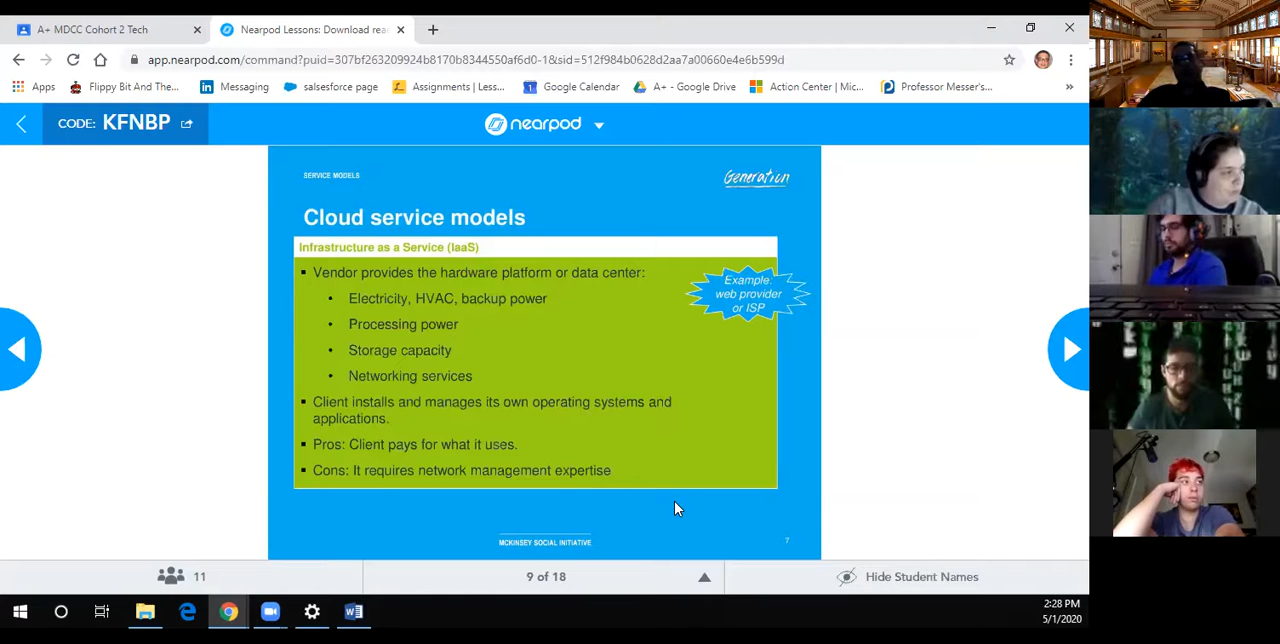 A+ MDCC Cohort 2 Tech
Nearpod Lessons: Download rea
app.nearpod.com/command?puid=307bf263209924b8170b8344550af6d0-1&sid=512f984b0628d2aa7a00660e4e6b599d
Apps
Flippy Bit And The...
Messaging
salsesforce page
Assignments | Less...
Google Calendar
A+ - Google Drive
Action Center | Mic...
Professor Messer's...
»
CODE: KFNBP
nearpod
SERVICE MODELS
Generation
Cloud service models
Infrastructure as a Service (IaaS)
▪ Vendor provides the hardware platform or data center:
• Electricity, HVAC, backup power
• Processing power
• Storage capacity
• Networking services
▪ Client installs and manages its own operating systems and
applications.
▪ Pros: Client pays for what it uses.
▪ Cons: It requires network management expertise
Example:
web provider
or ISP
MCKINSEY SOCIAL INITIATIVE
7
11
9 of 18
Hide Student Names
2:28 PM
5/1/2020